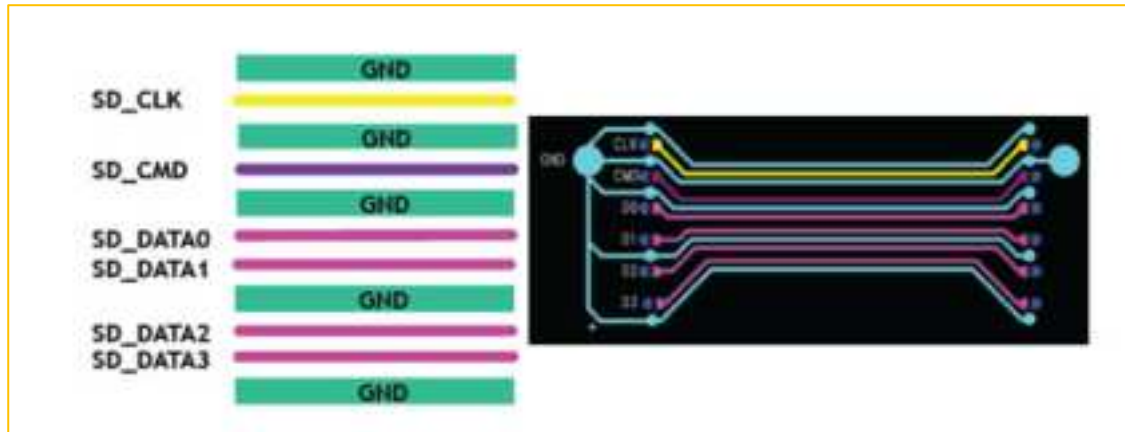 GND
SD_CLK
GND
SD_CMD
GND
SD_DATA0
SD_DATA1
GND
SD_DATA2
SD_DATA3
GND
CLK
GND
CMD
D0
D1
D2
D3